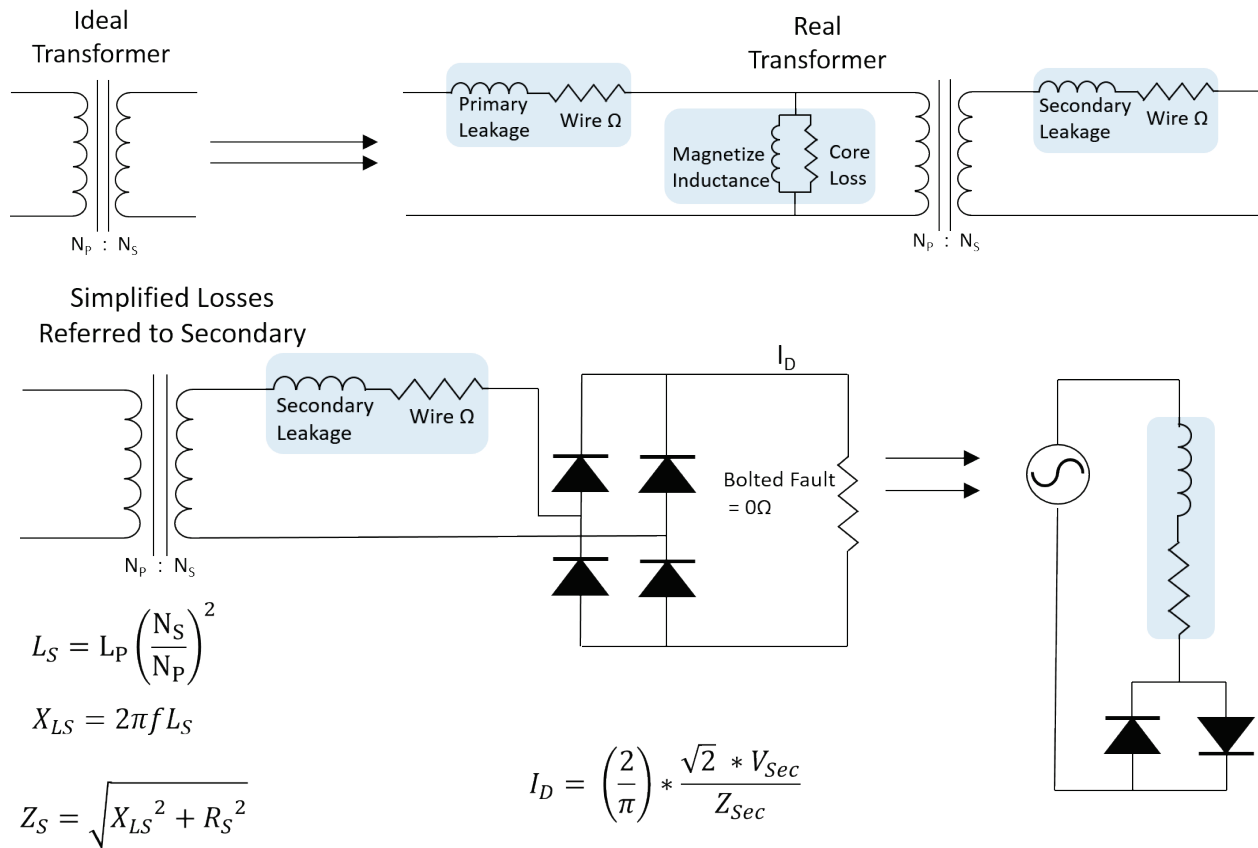 Ideal
Transformer
N_P : N_S
Real
Transformer
Primary
Leakage
Wire Ω
Magnetize
Inductance
Core
Loss
N_P : N_S
Secondary
Leakage
Wire Ω
Simplified Losses
Referred to Secondary
Secondary
Leakage
Wire Ω
N_P : N_S
I_D
Bolted Fault
= 0Ω
L_S = L_P (N_S/N_P)^2
X_LS = 2πfL_S
Z_S = √(X_LS^2 + R_S^2)
I_D = (2/π) * (√2 * V_Sec)/Z_Sec